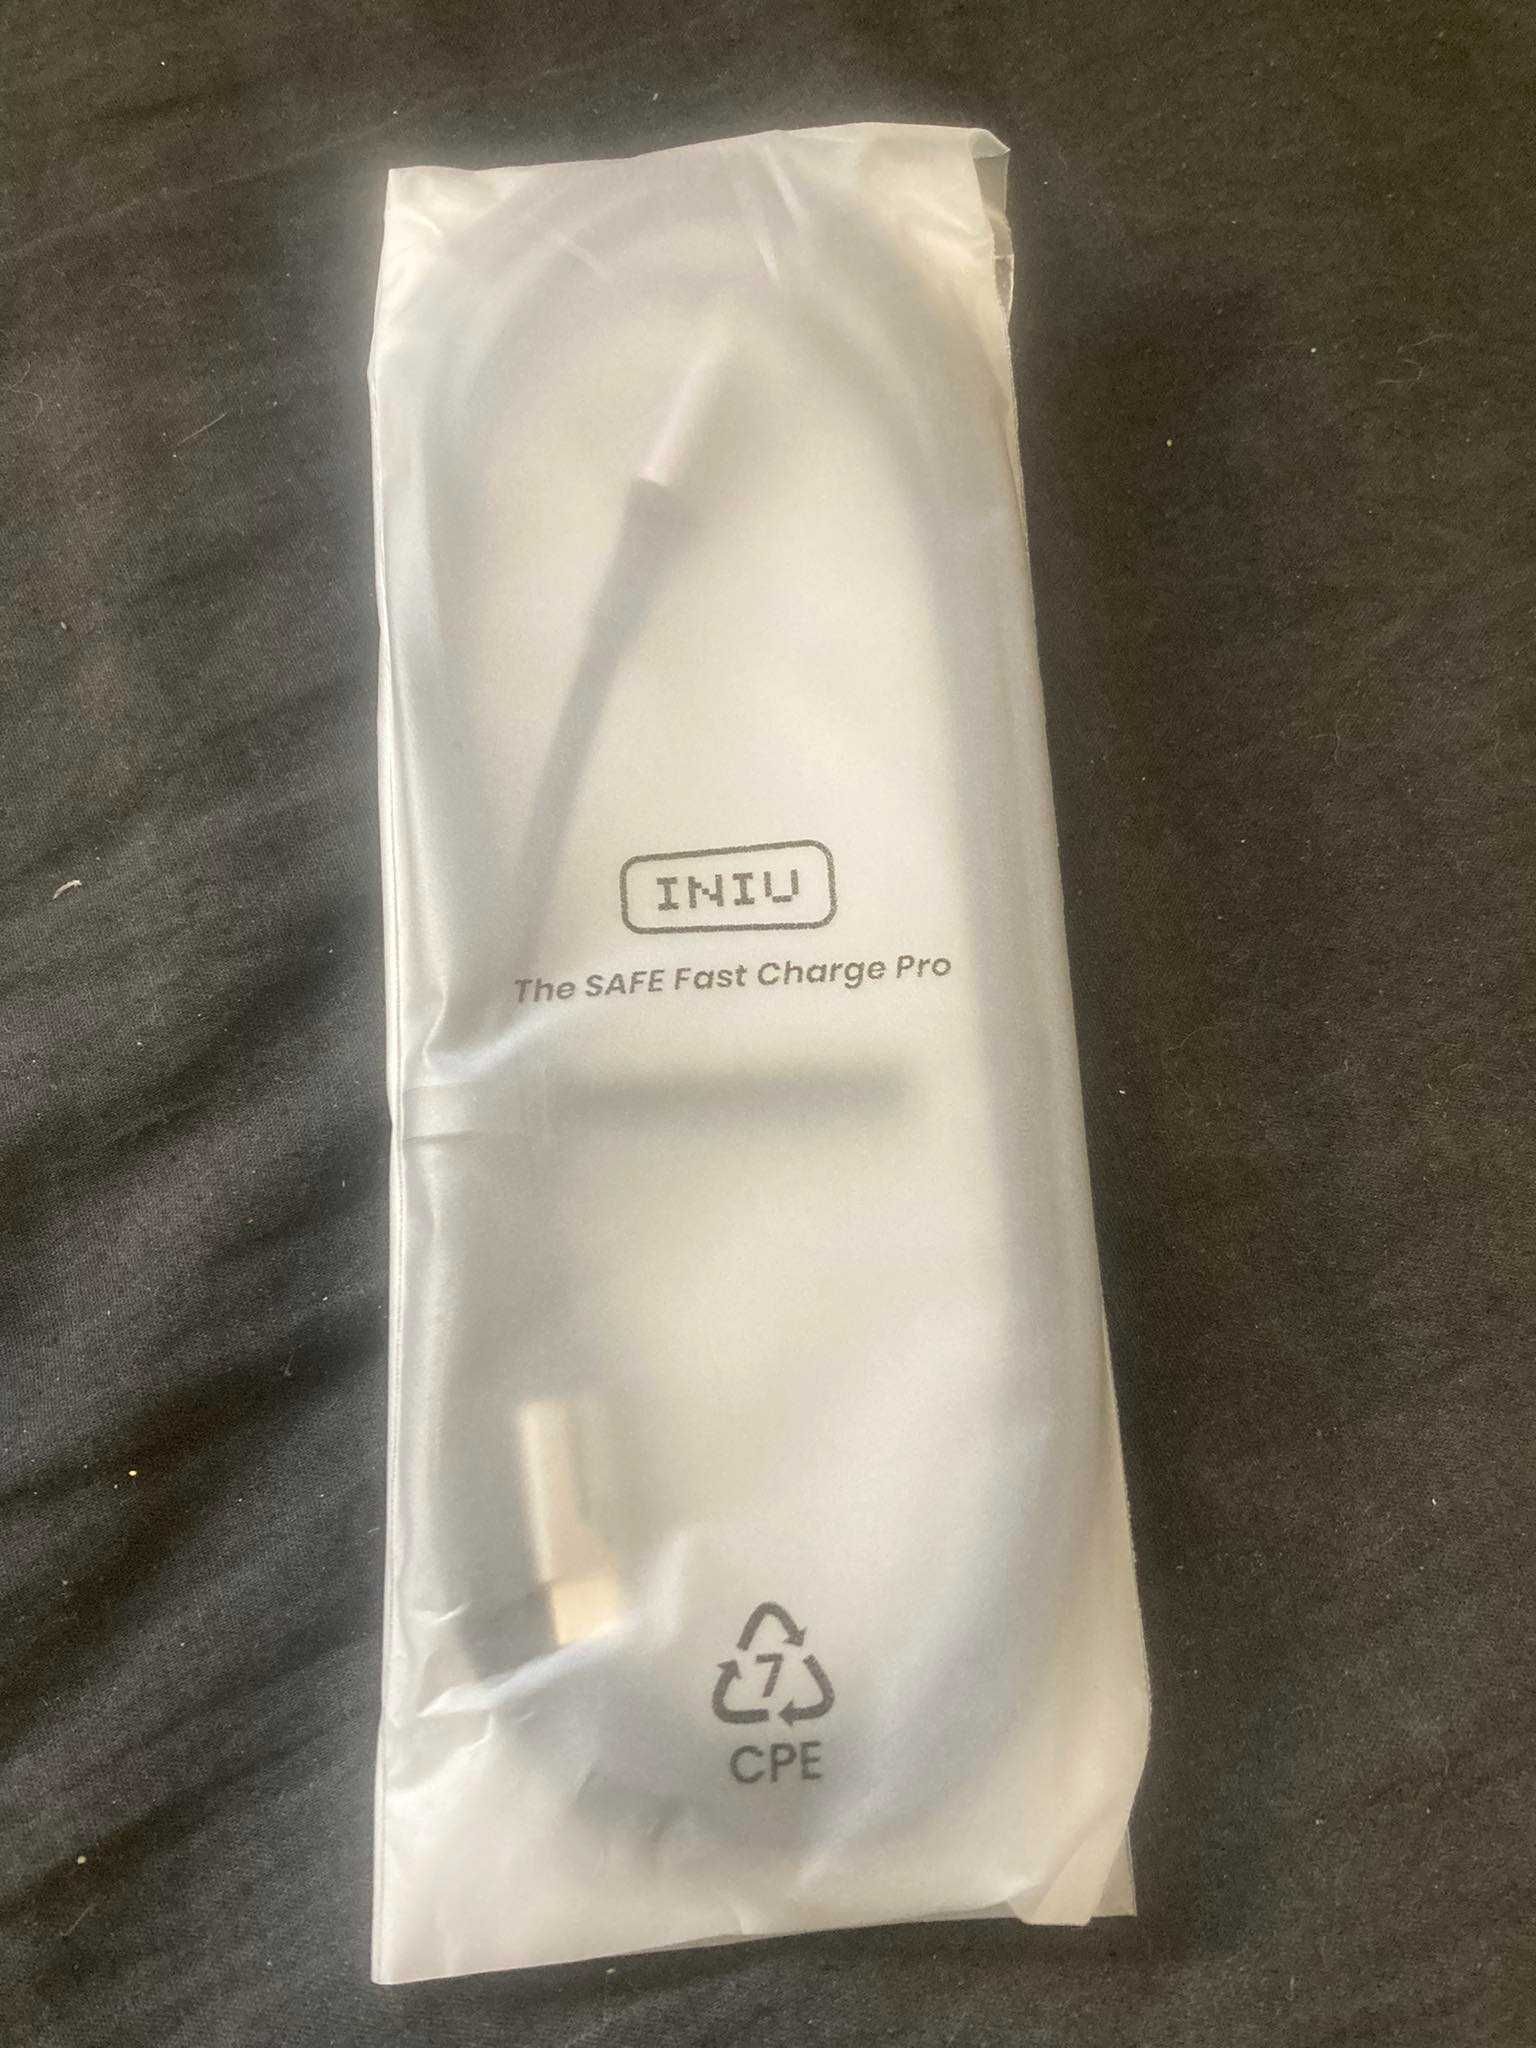 INIU
The SAFE Fast Charge Pro
7
CPE